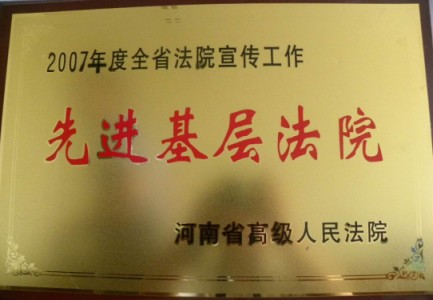 2007年度全省法院宣传工作
先进基层法院
河南省高级人民法院